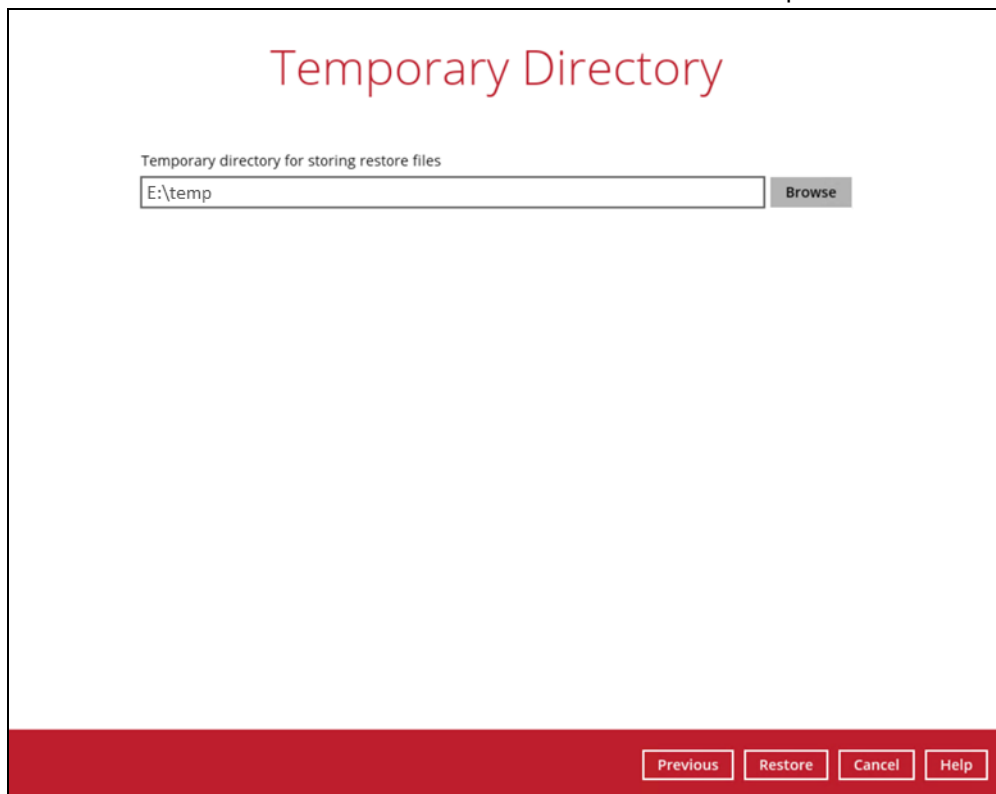 Temporary Directory
Temporary directory for storing restore files
E:\temp
Browse
Previous Restore Cancel Help